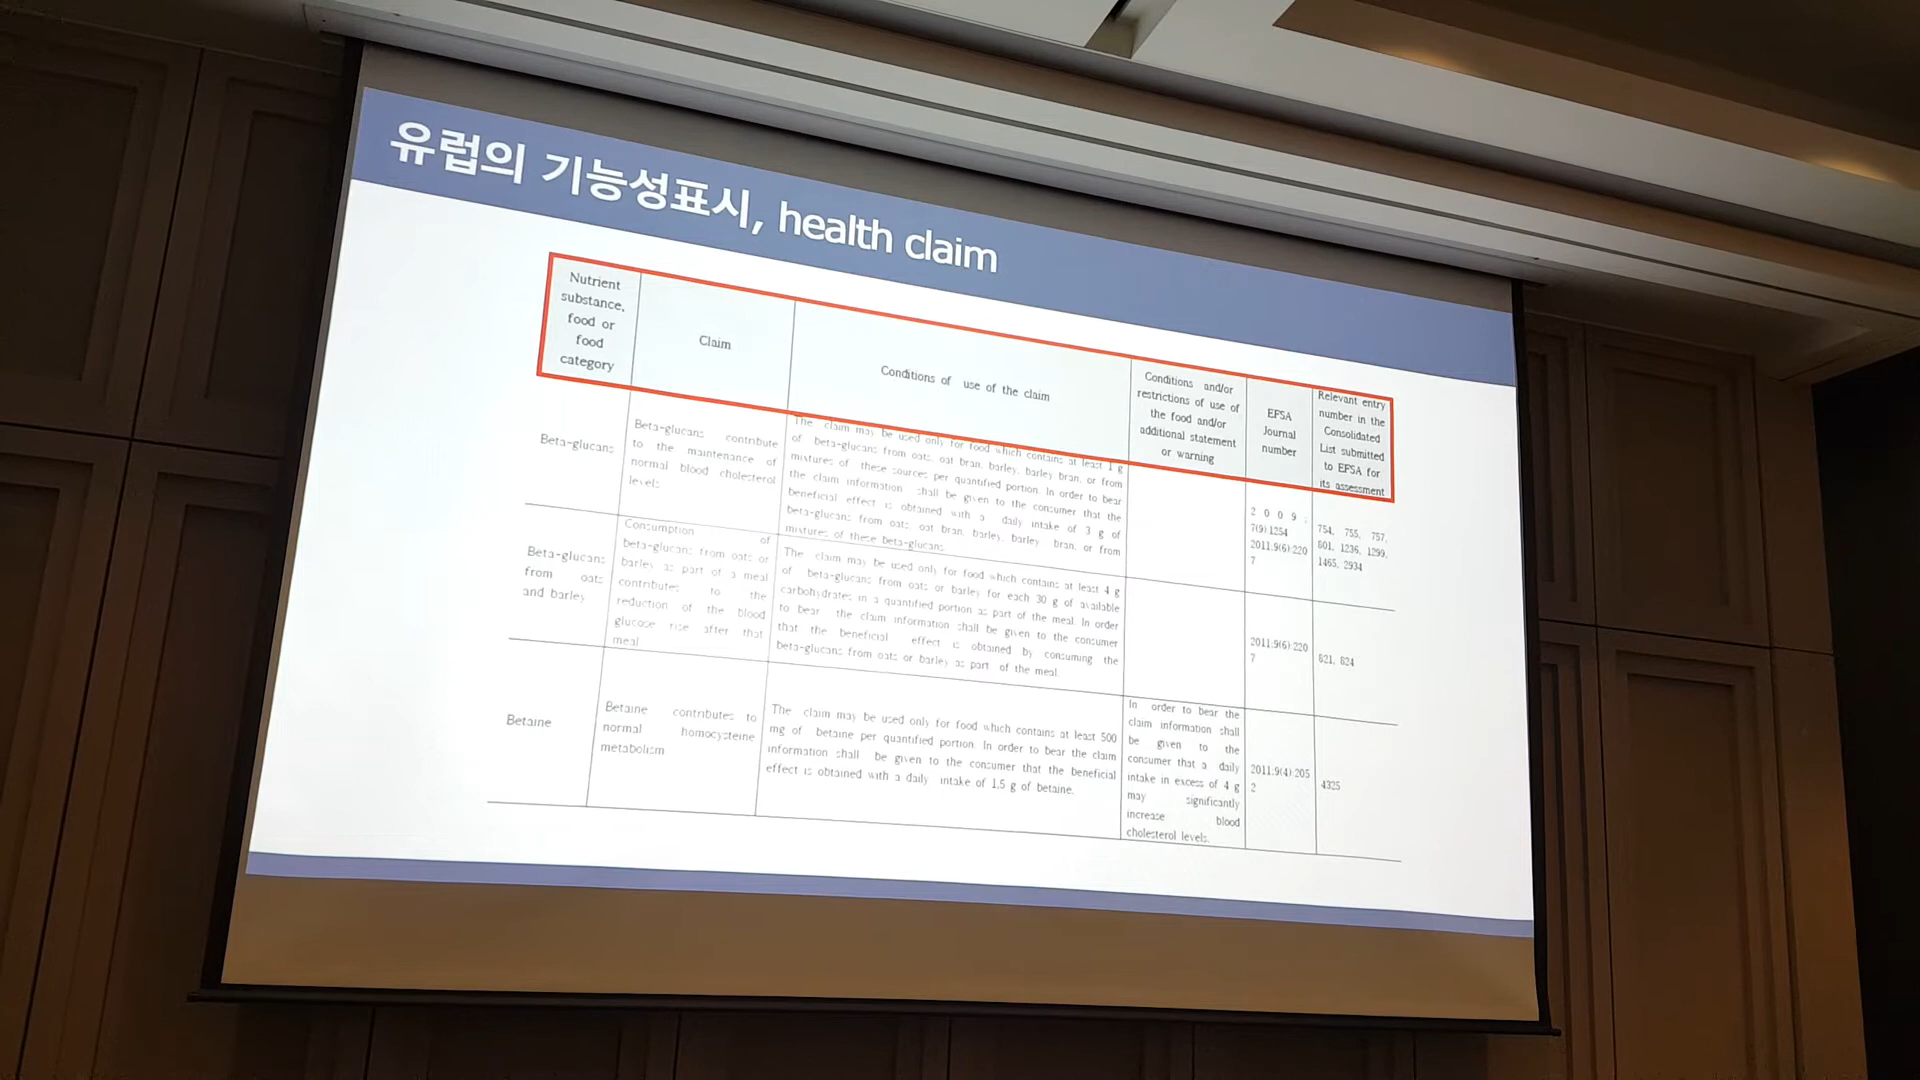 유럽의 기능성표시, health claim
Nutrient
substance,
food or
food
category
Claim
Conditions of use of the claim
Conditions and/or
restrictions of use of
the food and/or
additional statement
or warning
EFSA
Journal
number
Relevant entry
number in the
Consolidated
List submitted
to EFSA for
its assessment
Beta-glucans
Beta-glucans contribute
to the maintenance of
normal blood cholesterol
levels
The claim may be used only for food which contains at least 1 g
of beta-glucans from oats, oat bran, barley, barley bran, or from
mixtures of these sources per quantified portion. In order to bear
the claim information shall be given to the consumer that the
beneficial effect is obtained with a daily intake of 3 g of
beta-glucans from oats, oat bran, barley, barley bran, or from
mixtures of these beta-glucans.
2 0 0 9 ;
7(9):1254
2011;9(6):220
7
754, 755, 757,
801, 1236, 1299,
1465, 2934
Beta-glucans
from oats
and barley
Consumption of
beta-glucans from oats or
barley as part of a meal
contributes to the
reduction of the blood
glucose rise after that
meal
The claim may be used only for food which contains at least 4 g
of beta-glucans from oats or barley for each 30 g of available
carbohydrates in a quantified portion as part of the meal. In order
to bear the claim information shall be given to the consumer
that the beneficial effect is obtained by consuming the
beta-glucans from oats or barley as part of the meal.
2011;9(6):220
7
821, 824
Betaine
Betaine contributes to
normal homocysteine
metabolism
The claim may be used only for food which contains at least 500
mg of betaine per quantified portion. In order to bear the claim
information shall be given to the consumer that the beneficial
effect is obtained with a daily intake of 1.5 g of betaine.
In order to bear the
claim information shall
be given to the
consumer that a daily
intake in excess of 4 g
may significantly
increase blood
cholesterol levels.
2011;9(4):205
2
4325